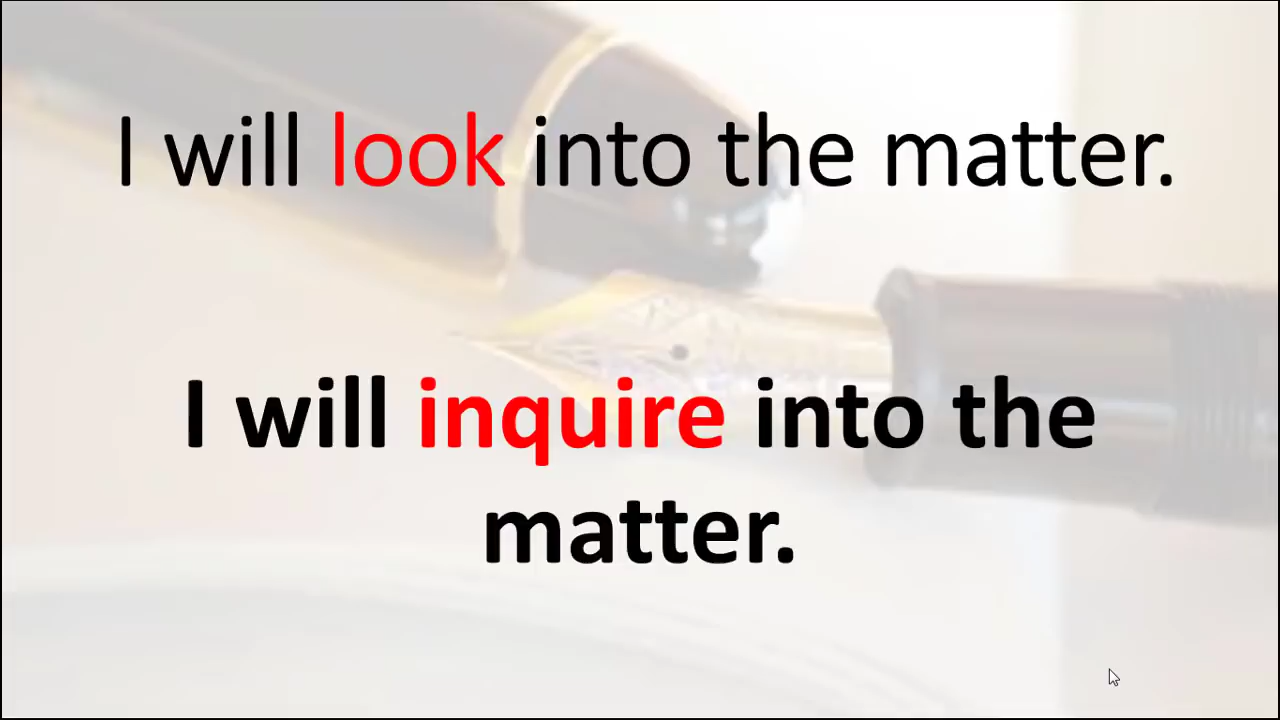 I will look into the matter.
I will inquire into the
matter.